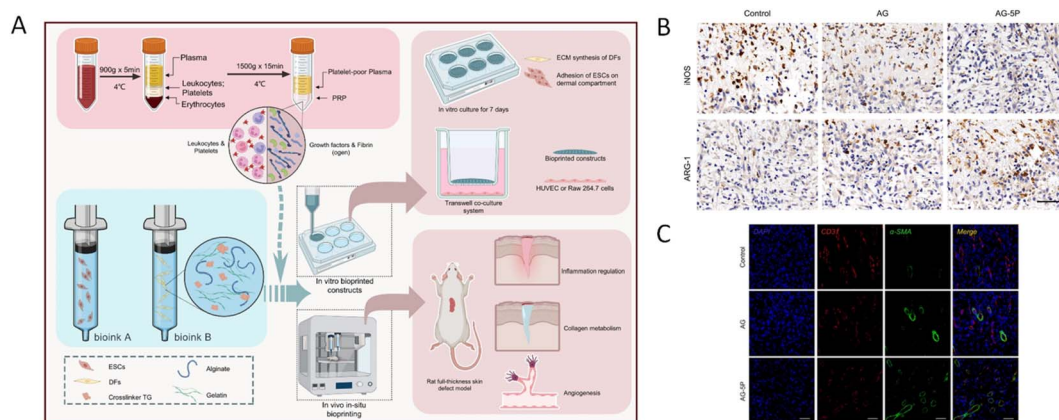 A
900g x 5min
4℃
Plasma
Leukocytes;
Platelets
Erythrocytes
1500g x 15min
4℃
Platelet-poor Plasma
PRP
Leukocytes &
Platelets
Growth factors & Fibrin
(ogen)
In vitro culture for 7 days
ECM synthesis of DFs
Adhesion of ESCs on
dermal compartment
Bioprinted
constructs
HUVEC or Raw 264.7 cells
Transwell co-culture
system
bioink A
bioink B
In vitro bioprinted
constructs
In vivo in-situ
bioprinting
Rat full-thickness skin
defect model
Inflammation regulation
Collagen metabolism
Angiogenesis
ESCs
DFs
Crosslinker TG
Alginate
Gelatin
B
Control
AG
AG-5P
iNOS
ARG-1
C
DAPI
CD31
α-SMA
Merge
Control
AG
AG-5P